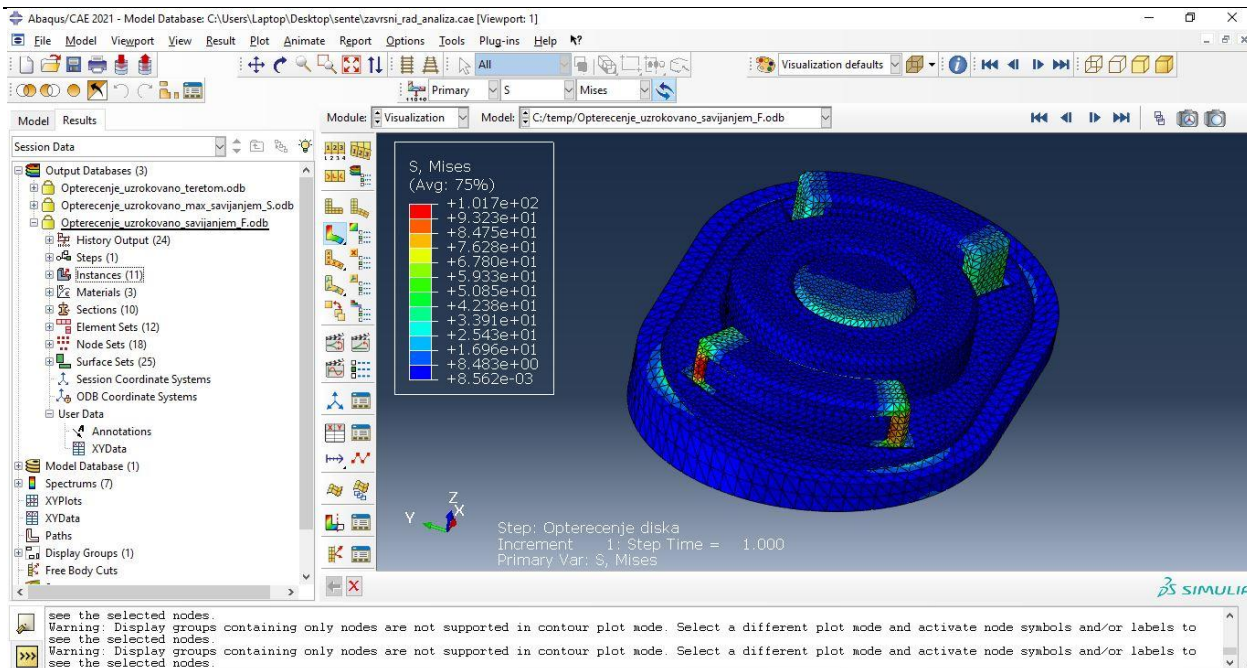 Abaqus/CAE 2021 - Model Database: C:\Users\Laptop\Desktop\sente\zavrsni_rad_analiza.cae [Viewport: 1]
File Model Viewport View Result Plot Animate Report Options Tools Plug-ins Help
All
Visualization defaults
Primary S Mises
Model Results
Module: Visualization Model: C:/temp/Opterecenje_uzrokovano_savijanjem_F.odb
Session Data
Output Databases (3)
Opterecenje_uzrokovano_teretom.odb
Opterecenje_uzrokovano_max_savijanjem_S.odb
Opterecenje_uzrokovano_savijanjem_F.odb
History Output (24)
Steps (1)
Instances (11)
Materials (3)
Sections (10)
Element Sets (12)
Node Sets (18)
Surface Sets (25)
Session Coordinate Systems
ODB Coordinate Systems
User Data
Annotations
XYData
Model Database (1)
Spectrums (7)
XYPlots
XYData
Paths
Display Groups (1)
Free Body Cuts
S, Mises
(Avg: 75%)
+1.017e+02
+9.323e+01
+8.475e+01
+7.628e+01
+6.780e+01
+5.933e+01
+5.085e+01
+4.238e+01
+3.391e+01
+2.543e+01
+1.696e+01
+8.483e+00
+8.562e-03
Z
Y X
Step: Opterecenje diska
Increment 1: Step Time = 1.000
Primary Var: S, Mises
SIMULIA
see the selected nodes.
Warning: Display groups containing only nodes are not supported in contour plot mode. Select a different plot mode and activate node symbols and/or labels to
see the selected nodes.
Warning: Display groups containing only nodes are not supported in contour plot mode. Select a different plot mode and activate node symbols and/or labels to
see the selected nodes.